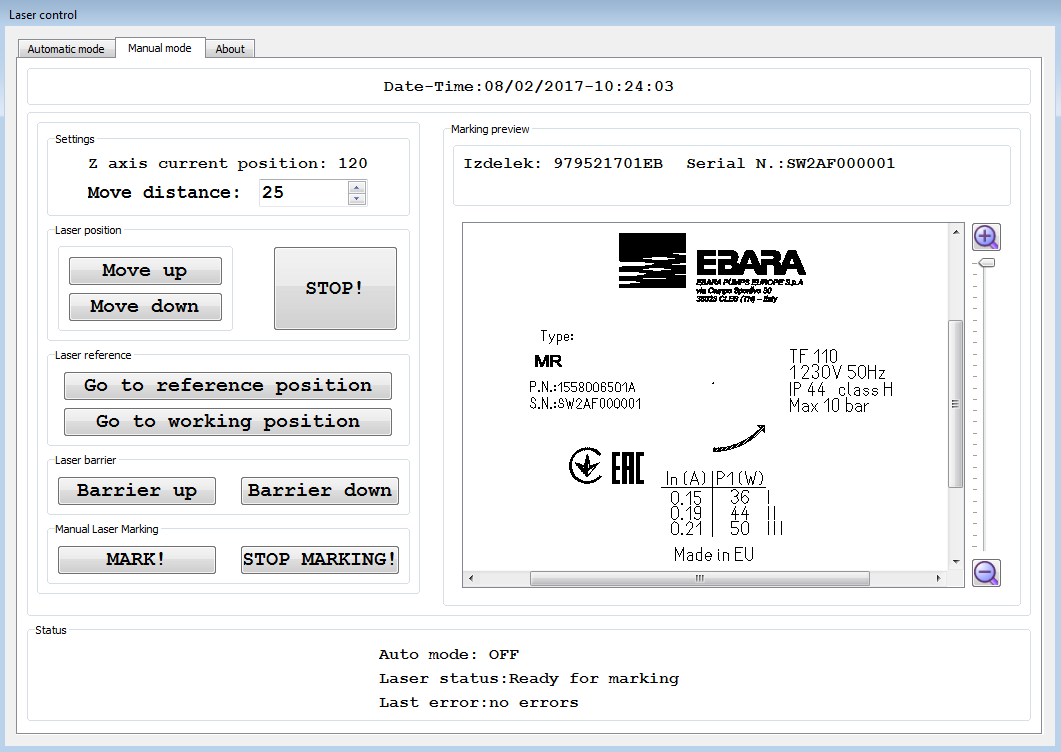 Laser control
Automatic mode
Manual mode
About
Date-Time:08/02/2017-10:24:03
Settings
Z axis current position: 120
Move distance: 25
Laser position
Move up
Move down
STOP!
Laser reference
Go to reference position
Go to working position
Laser barrier
Barrier up
Barrier down
Manual Laser Marking
MARK!
STOP MARKING!
Marking preview
Izdelek: 979521701EB Serial N.:SW2AF000001
EBARA
EBARA PUMPS EUROPE S.p.A
via Campo Sportivo 30
38023 CLES (TN) - Italy
Type:
MR
P.N.:1558006501A
S.N.:SW2AF000001
TF 110
1 230V 50Hz
IP 44 class H
Max 10 bar
EAC
In (A) P1(W)
0.15 36 I
0.19 44 II
0.21 50 III
Made in EU
Status
Auto mode: OFF
Laser status:Ready for marking
Last error:no errors